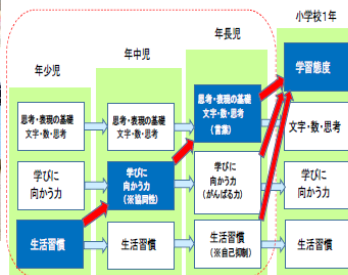 小学校1年
年長児
年中児
年少児
思考・表現の基礎
文字・数・思考
学びに
向かう力
生活習慣
思考・表現の基礎
文字・数・思考
学びに
向かう力
(※協同性)
生活習慣
思考・表現の基礎
文字・数・思考
(言葉)
学びに
向かう力
(がんばる力)
生活習慣
(※自己抑制)
学習態度
文字・数・思考
学びに
向かう力
生活習慣